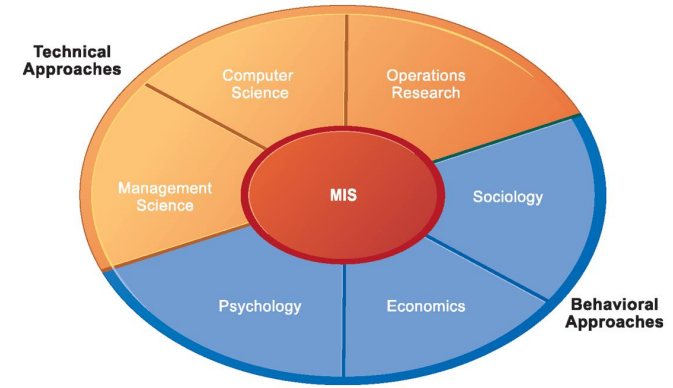 Technical
Approaches
Computer
Science
Operations
Research
Management
Science
MIS
Sociology
Psychology
Economics
Behavioral
Approaches